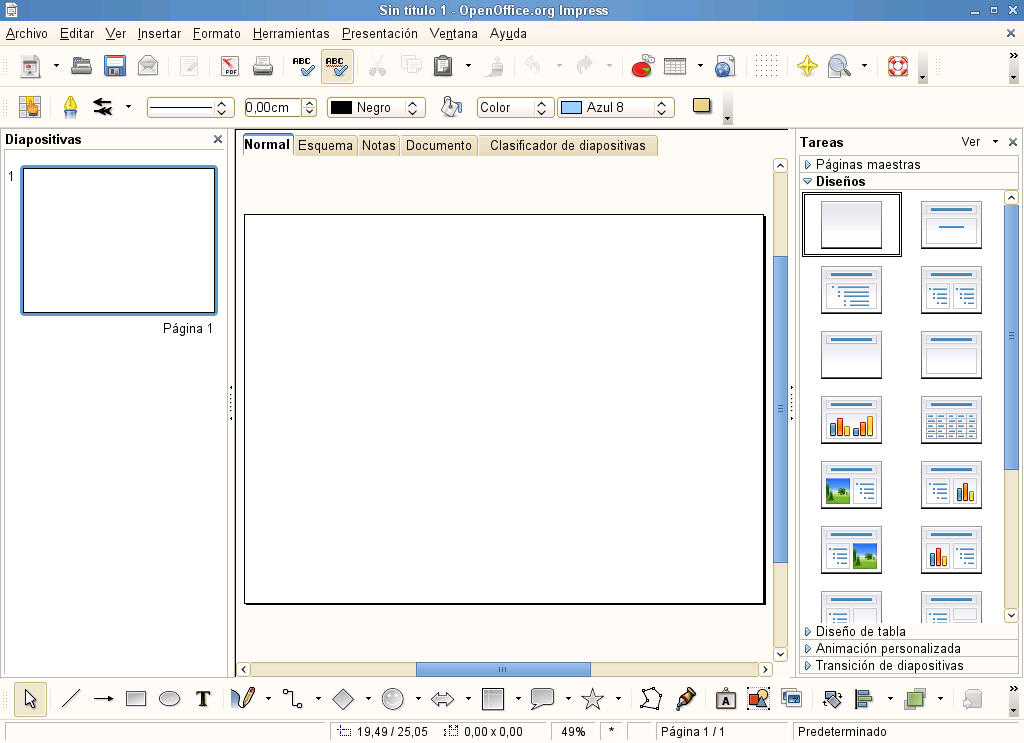 Sin título 1 - OpenOffice.org Impress
Archivo Editar Ver Insertar Formato Herramientas Presentación Ventana Ayuda
PDF ABC ABC
0,00cm Negro Color Azul 8
Diapositivas
1
Página 1
Normal Esquema Notas Documento Clasificador de diapositivas
Tareas Ver
Páginas maestras
Diseños
Diseño de tabla
Animación personalizada
Transición de diapositivas
T A
19,49 / 25,05 0,00 x 0,00 49% * Página 1 / 1 Predeterminado